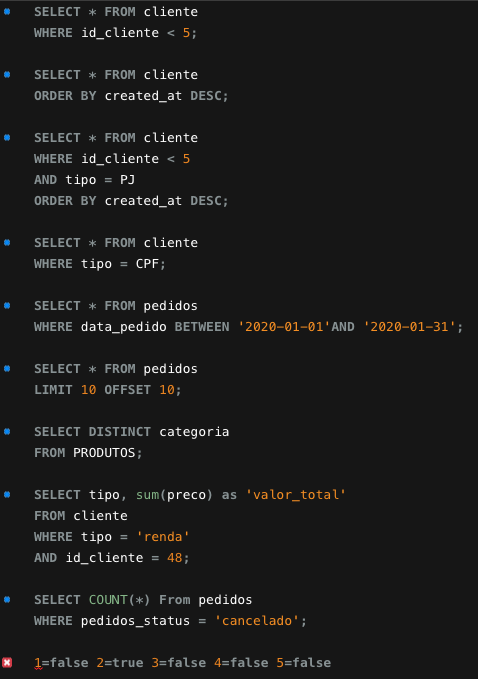 SELECT * FROM cliente
WHERE id_cliente < 5;
SELECT * FROM cliente
ORDER BY created_at DESC;
SELECT * FROM cliente
WHERE id_cliente < 5
AND tipo = PJ
ORDER BY created_at DESC;
SELECT * FROM cliente
WHERE tipo = CPF;
SELECT * FROM pedidos
WHERE data_pedido BETWEEN '2020-01-01'AND '2020-01-31';
SELECT * FROM pedidos
LIMIT 10 OFFSET 10;
SELECT DISTINCT categoria
FROM PRODUTOS;
SELECT tipo, sum(preco) as 'valor_total'
FROM cliente
WHERE tipo = 'renda'
AND id_cliente = 48;
SELECT COUNT(*) From pedidos
WHERE pedidos_status = 'cancelado';
1=false 2=true 3=false 4=false 5=false